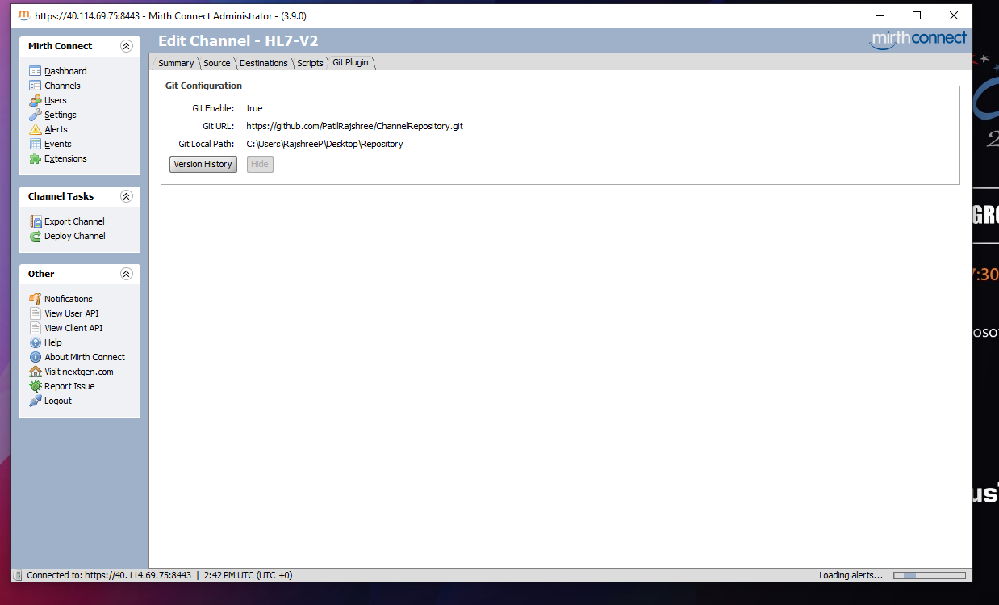 https://40.114.69.75:8443 - Mirth Connect Administrator - (3.9.0)
Mirth Connect
Dashboard
Channels
Users
Settings
Alerts
Events
Extensions
Channel Tasks
Export Channel
Deploy Channel
Other
Notifications
View User API
View Client API
Help
About Mirth Connect
Visit nextgen.com
Report Issue
Logout
Edit Channel - HL7-V2
mirthconnect
Summary Source Destinations Scripts Git Plugin
Git Configuration
Git Enable: true
Git URL: https://github.com/PatilRajshree/ChannelRepository.git
Git Local Path: C:\Users\RajshreeP\Desktop\Repository
Version History Hide
Connected to: https://40.114.69.75:8443 | 2:42 PM UTC (UTC +0)
Loading alerts...